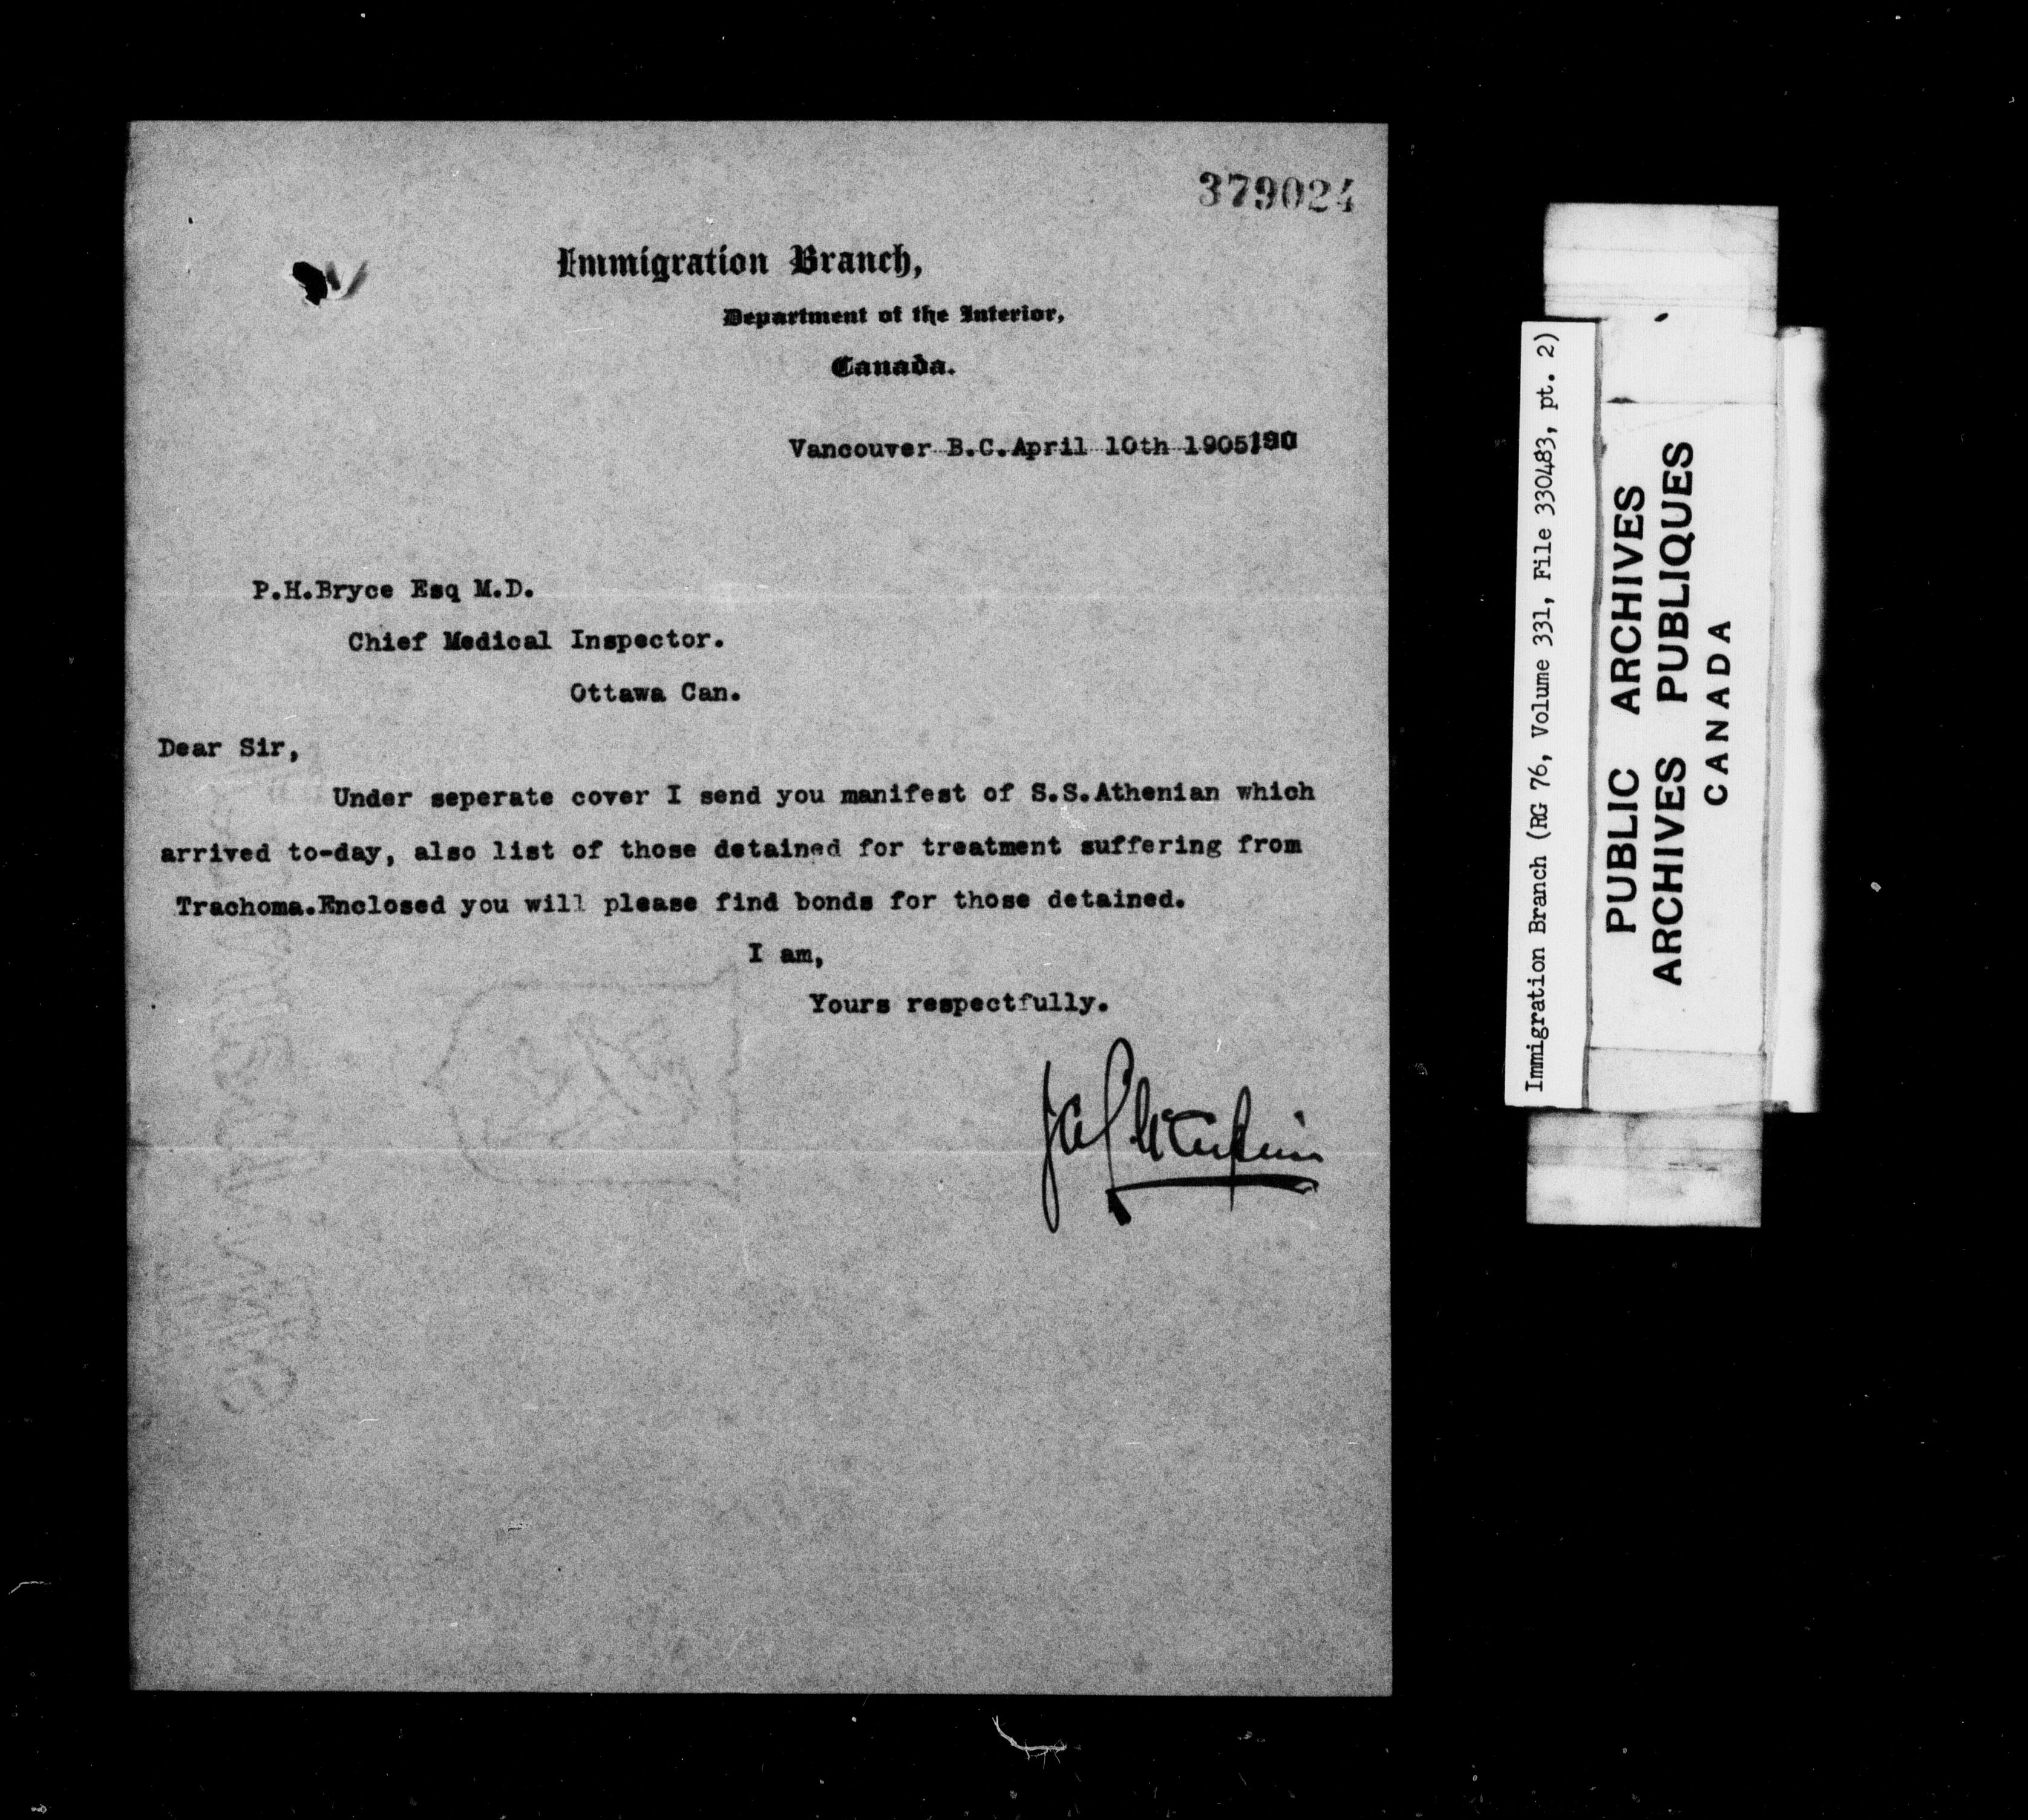 379024
Immigration Branch,
Department of the Interior,
Canada.
Vancouver B.C.April 10th 1905190
P.H.Bryce Esq M.D.
Chief Medical Inspector.
Ottawa Can.
Dear Sir,
Under seperate cover I send you manifest of S.S.Athenian which
arrived to-day, also list of those detained for treatment suffering from
Trachoma.Enclosed you will please find bonds for those detained.
I am,
Yours respectfully.
Immigration Branch (RG 76, Volume 331, File 330483, pt. 2)
PUBLIC ARCHIVES
ARCHIVES PUBLIQUES
CANADA